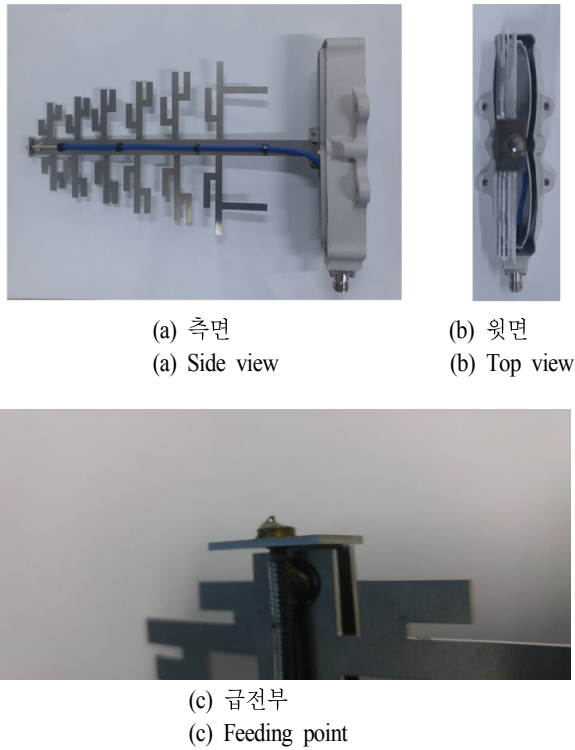 (a) 측면
(a) Side view
(b) 윗면
(b) Top view
(c) 급전부
(c) Feeding point